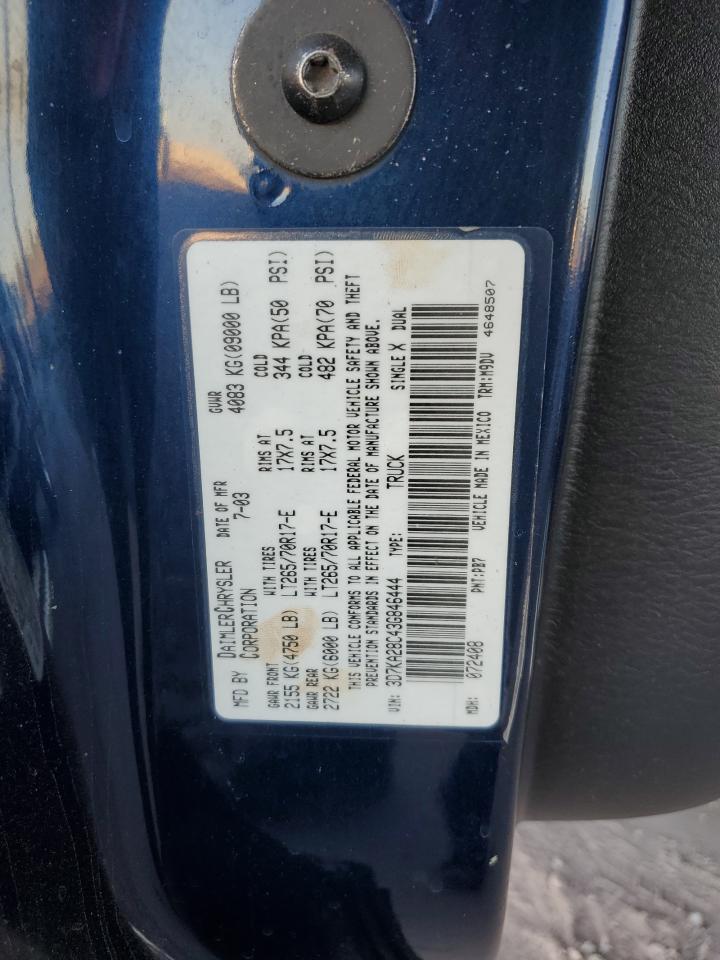 MFD BY DAIMLERCHRYSLER CORPORATION DATE OF MFR 7-03 GVWR 4083 KG(09000 LB)
GAWR FRONT WITH TIRES RIMS AT COLD
2155 KG(4750 LB) LT265/70R17-E 17X7.5 344 KPA(50 PSI)
GAWR REAR WITH TIRES RIMS AT COLD
2722 KG(6000 LB) LT265/70R17-E 17X7.5 482 KPA(70 PSI)
THIS VEHICLE CONFORMS TO ALL APPLICABLE FEDERAL MOTOR VEHICLE SAFETY AND THEFT
PREVENTION STANDARDS IN EFFECT ON THE DATE OF MANUFACTURE SHOWN ABOVE.
VIN: 3D7KA28C43G846444 TYPE: TRUCK SINGLE X DUAL
MDH: 072408 PNT:PB7 VEHICLE MADE IN MEXICO TRM:M9DV
4648507